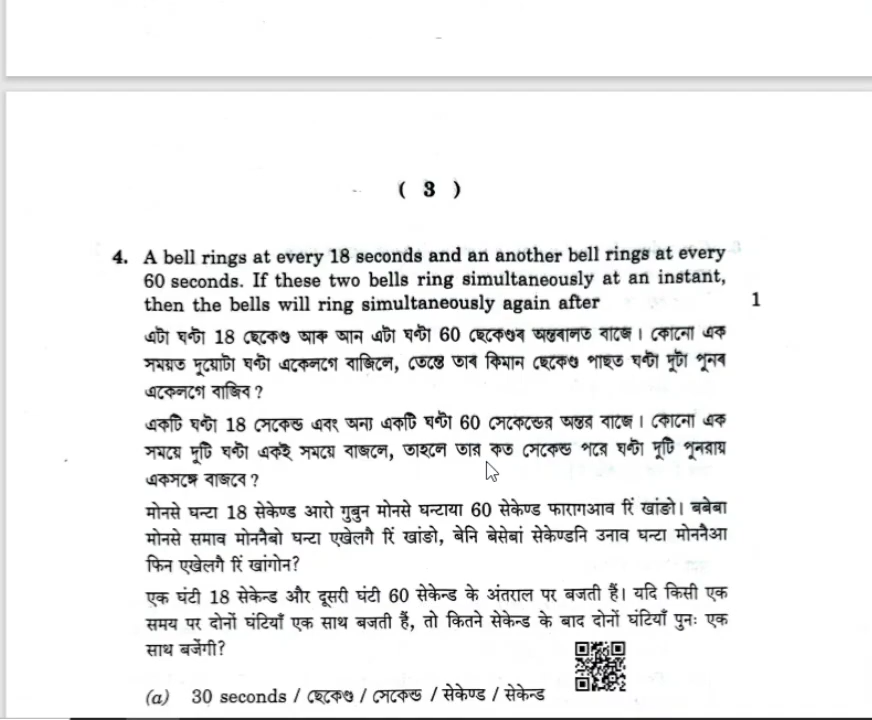 ( 3 )
4. A bell rings at every 18 seconds and an another bell rings at every
60 seconds. If these two bells ring simultaneously at an instant,
then the bells will ring simultaneously again after 1
এটা ঘণ্টা 18 ছেকেণ্ড আৰু আন এটা ঘণ্টা 60 ছেকেণ্ডৰ অন্তৰালত বাজে। কোনো এক
সময়ত দুয়োটা ঘণ্টা একেলগে বাজিলে, তেন্তে তাৰ কিমান ছেকেণ্ড পাছত ঘণ্টা দুটা পুনৰ
একেলগে বাজিব?
একটি ঘণ্টা 18 সেকেন্ড এবং অন্য একটি ঘণ্টা 60 সেকেন্ডের অন্তর বাজে। কোনো এক
সময়ে দুটি ঘণ্টা একই সময়ে বাজলে, তাহলে তার কত সেকেন্ড পরে ঘণ্টা দুটি পুনরায়
একসঙ্গে বাজবে?
मोनसे घन्टा 18 सेकेण्ड आरो गुबुन मोनसे घन्टाया 60 सेकेण्ड फारागआव रिं खांङो। बबेबा
मोनसे समाव मोननैबो घन्टा एखेलगै रिं खांङो, बेनि बेसेबां सेकेण्डनि उनाव घन्टा मोननैआ
फिन एखेलगै रिं खांगोन?
एक घंटी 18 सेकेन्ड और दूसरी घंटी 60 सेकेन्ड के अंतराल पर बजती हैं। यदि किसी एक
समय पर दोनों घंटियाँ एक साथ बजती हैं, तो कितने सेकेन्ड के बाद दोनों घंटियाँ पुनः एक
साथ बजेंगी?
(a) 30 seconds / ছেকেণ্ড / সেকেন্ড / सेकेण्ड / सेकेन्ड